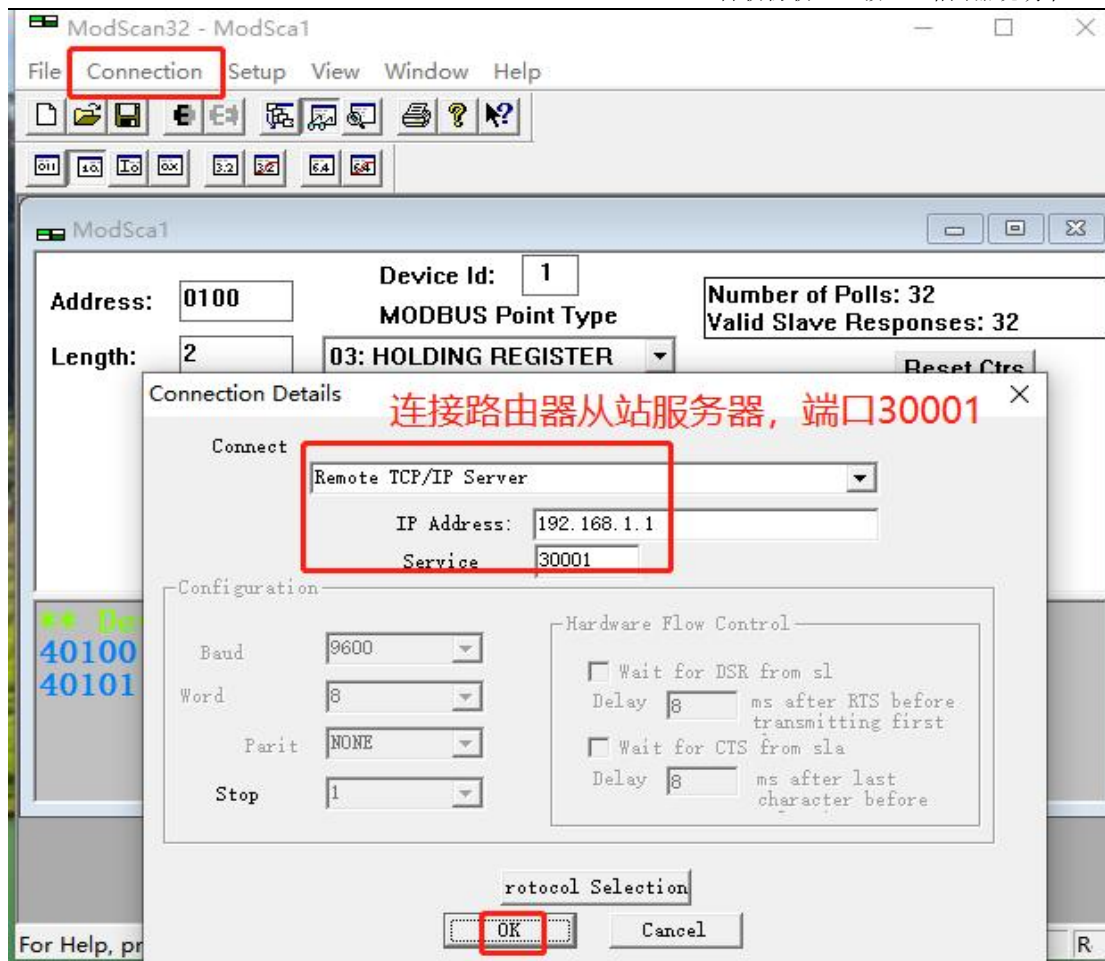 ModScan32 - ModSca1
File Connection Setup View Window Help
ModSca1
Address: 0100
Device Id: 1
MODBUS Point Type
Number of Polls: 32
Valid Slave Responses: 32
Length: 2
03: HOLDING REGISTER
Reset Ctrs
Connection Details
连接路由器从站服务器，端口30001
Connect
Remote TCP/IP Server
IP Address: 192.168.1.1
Service 30001
Configuration
Baud 9600
Word 8
Parit NONE
Stop 1
Hardware Flow Control
Wait for DSR from sl
Delay 8 ms after RTS before
transmitting first
Wait for CTS from sla
Delay 8 ms after last
character before
** De
40100
40101
rotocol Selection
OK Cancel
For Help, pr
R